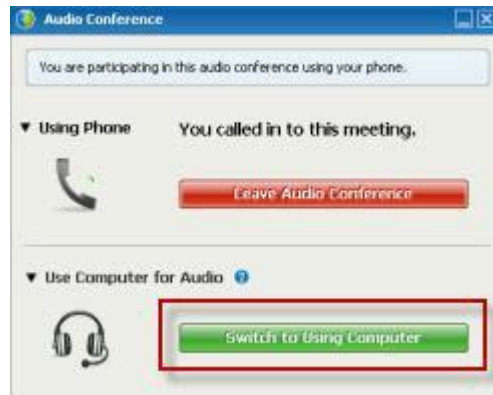 Audio Conference
You are participating in this audio conference using your phone.
Using Phone
You called in to this meeting.
Leave Audio Conference
Use Computer for Audio
Switch to Using Computer